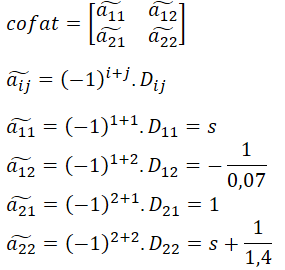 cofat = [ã₁₁ ã₁₂
ã₂₁ ã₂₂]
ãᵢⱼ = (−1)ⁱ⁺ʲ. Dᵢⱼ
ã₁₁ = (−1)¹⁺¹. D₁₁ = s
ã₁₂ = (−1)¹⁺². D₁₂ = − 1/0,07
ã₂₁ = (−1)²⁺¹. D₂₁ = 1
ã₂₂ = (−1)²⁺². D₂₂ = s + 1/1,4